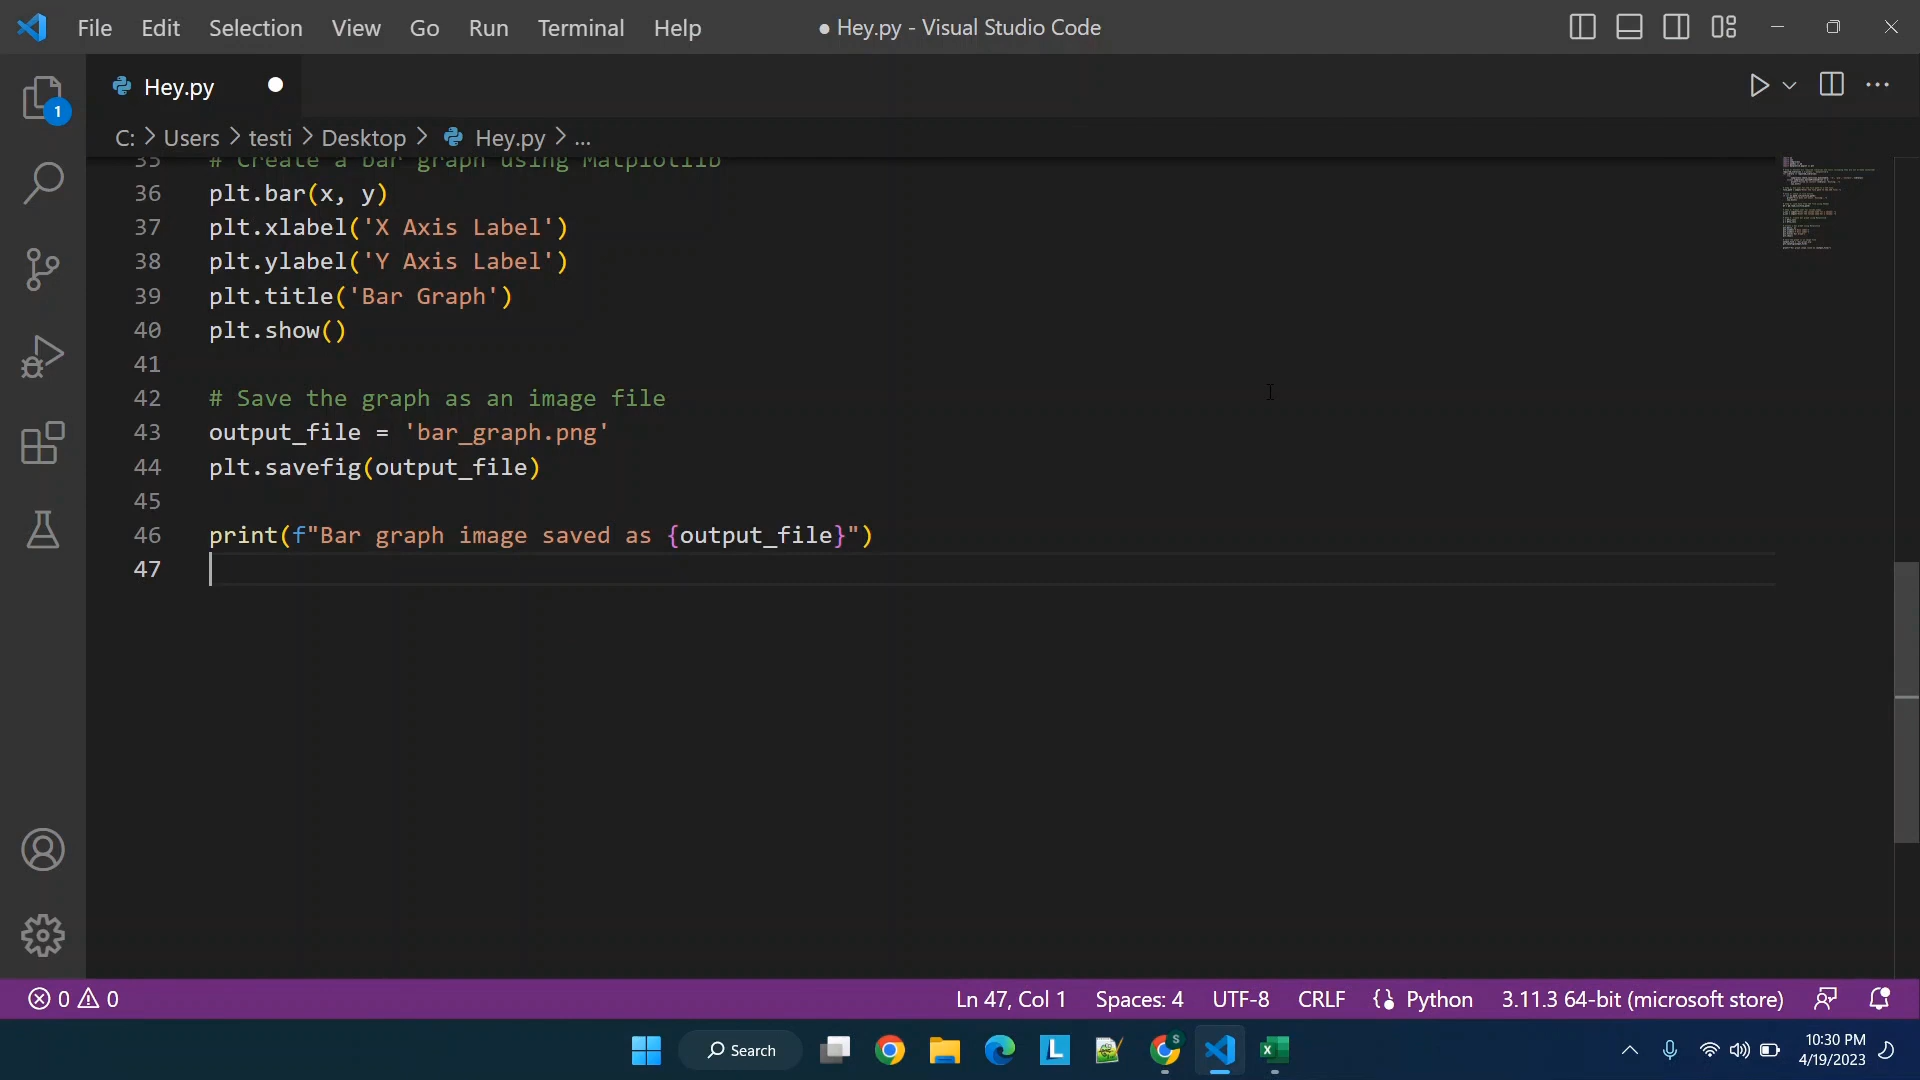 File Edit Selection View Go Run Terminal Help
● Hey.py - Visual Studio Code
1
Hey.py
C: > Users > testi > Desktop > Hey.py > ...
35 # Create a bar graph using Matplotlib
36 plt.bar(x, y)
37 plt.xlabel('X Axis Label')
38 plt.ylabel('Y Axis Label')
39 plt.title('Bar Graph')
40 plt.show()
41
42 # Save the graph as an image file
43 output_file = 'bar_graph.png'
44 plt.savefig(output_file)
45
46 print(f"Bar graph image saved as {output_file}")
47
0 0
Ln 47, Col 1 Spaces: 4 UTF-8 CRLF Python 3.11.3 64-bit (microsoft store)
Search
L
S
10:30 PM
4/19/2023